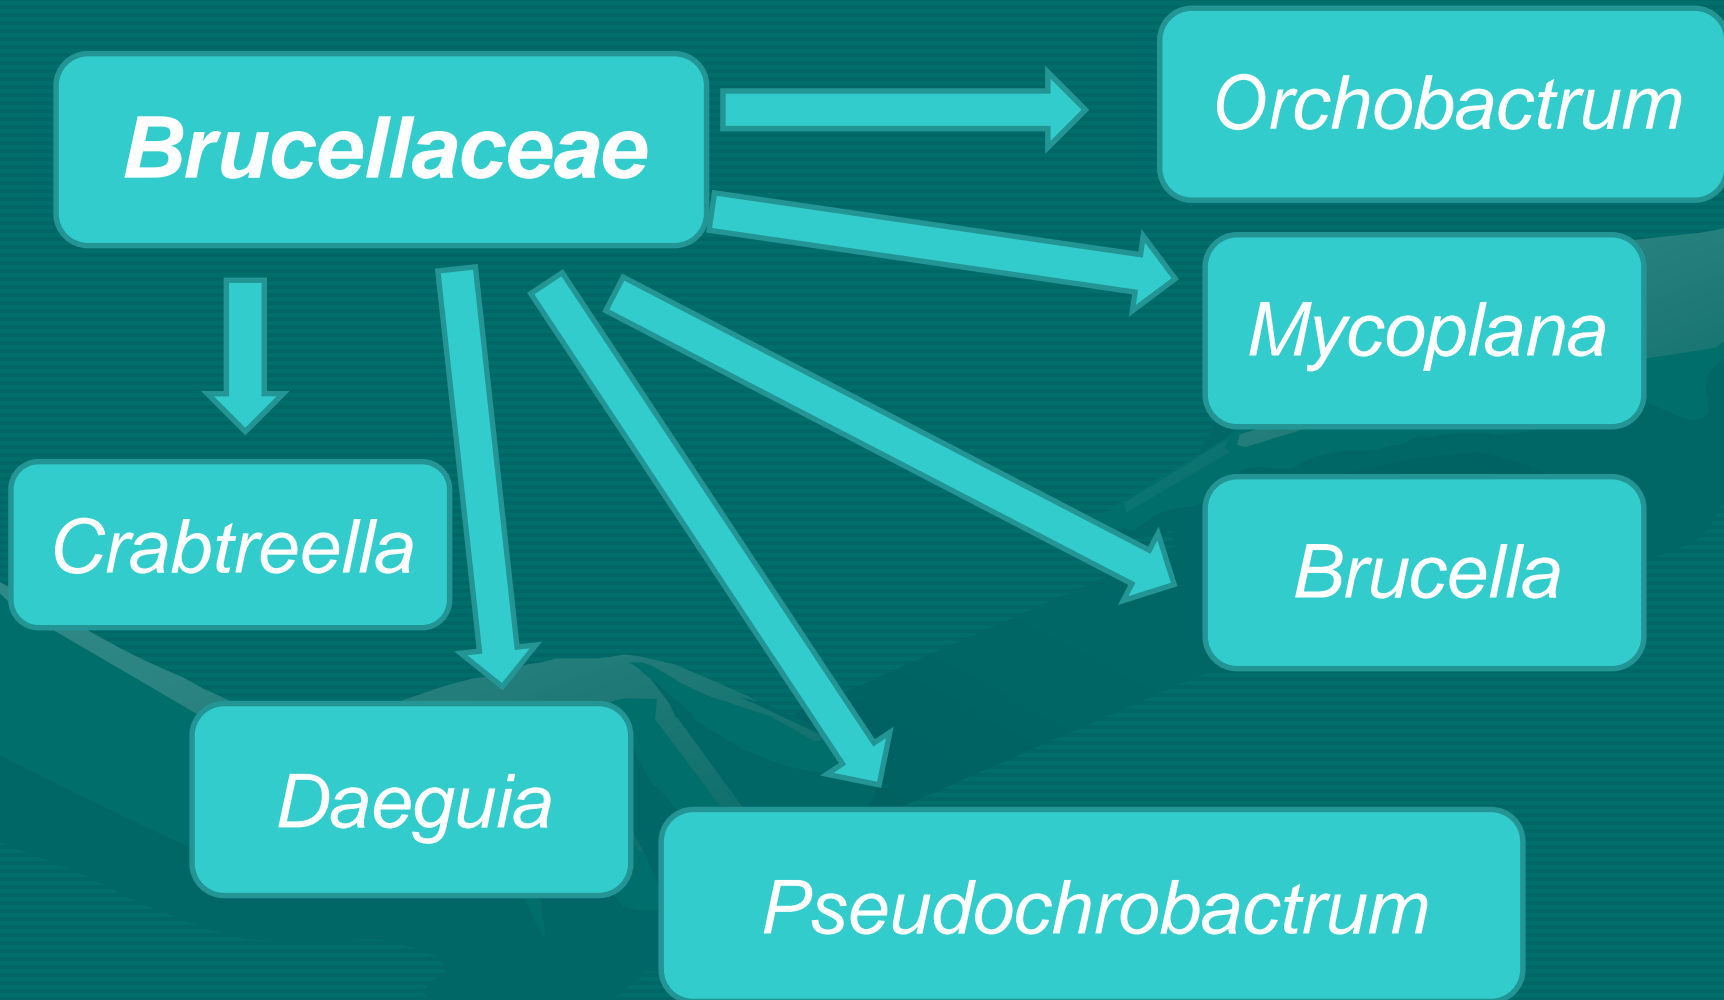 Brucellaceae
Orchobactrum
Mycoplana
Crabtreella
Brucella
Daeguia
Pseudochrobactrum